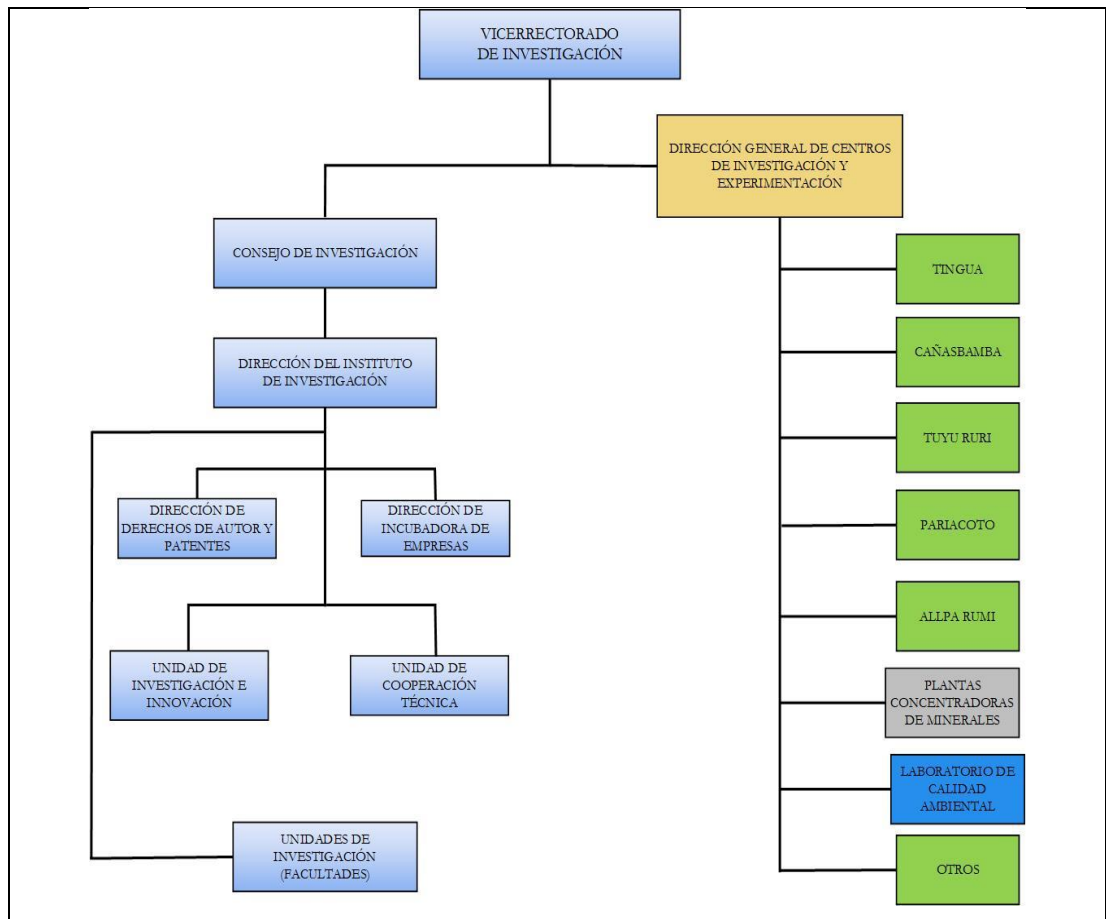 VICERRECTORADO
DE INVESTIGACIÓN
DIRECCIÓN GENERAL DE CENTROS
DE INVESTIGACIÓN Y
EXPERIMENTACIÓN
CONSEJO DE INVESTIGACIÓN
DIRECCIÓN DEL INSTITUTO
DE INVESTIGACIÓN
DIRECCIÓN DE
DERECHOS DE AUTOR Y
PATENTES
DIRECCIÓN DE
INCUBADORA DE
EMPRESAS
UNIDAD DE
INVESTIGACIÓN E
INNOVACIÓN
UNIDAD DE
COOPERACIÓN
TÉCNICA
UNIDADES DE
INVESTIGACIÓN
(FACULTADES)
TINGUA
CAÑASBAMBA
TUYU RURI
PARIACOTO
ALLPA RUMI
PLANTAS
CONCENTRADORAS
DE MINERALES
LABORATORIO DE
CALIDAD
AMBIENTAL
OTROS